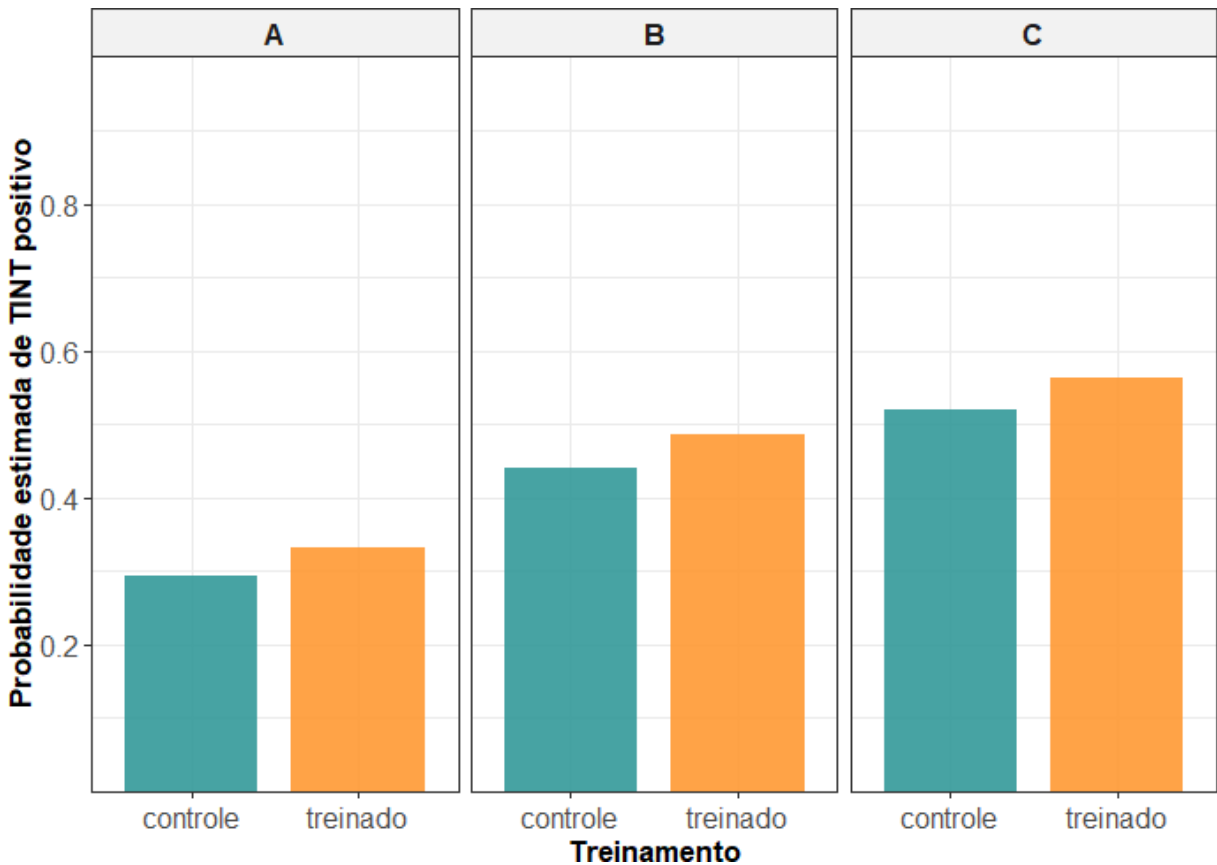 A B C
Probabilidade estimada de TINT positivo
0.8
0.6
0.4
0.2
controle treinado controle treinado controle treinado
Treinamento